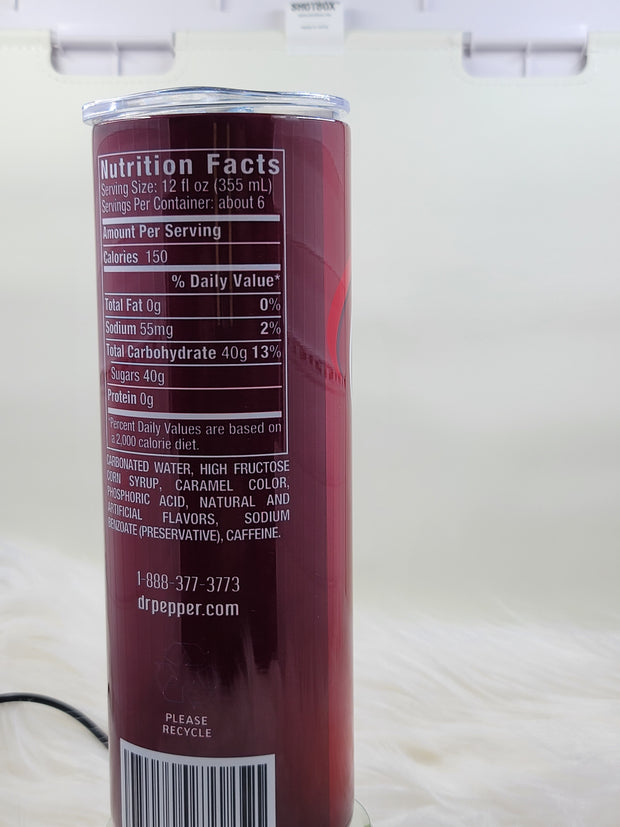 SHOTBOX
Nutrition Facts
Serving Size: 12 fl oz (355 mL)
Servings Per Container: about 6
Amount Per Serving
Calories 150
% Daily Value*
Total Fat 0g 0%
Sodium 55mg 2%
Total Carbohydrate 40g 13%
Sugars 40g
Protein 0g
*Percent Daily Values are based on
a 2,000 calorie diet.
CARBONATED WATER, HIGH FRUCTOSE
CORN SYRUP, CARAMEL COLOR,
PHOSPHORIC ACID, NATURAL AND
ARTIFICIAL FLAVORS, SODIUM
BENZOATE (PRESERVATIVE), CAFFEINE.
1-888-377-3773
drpepper.com
PLEASE
RECYCLE